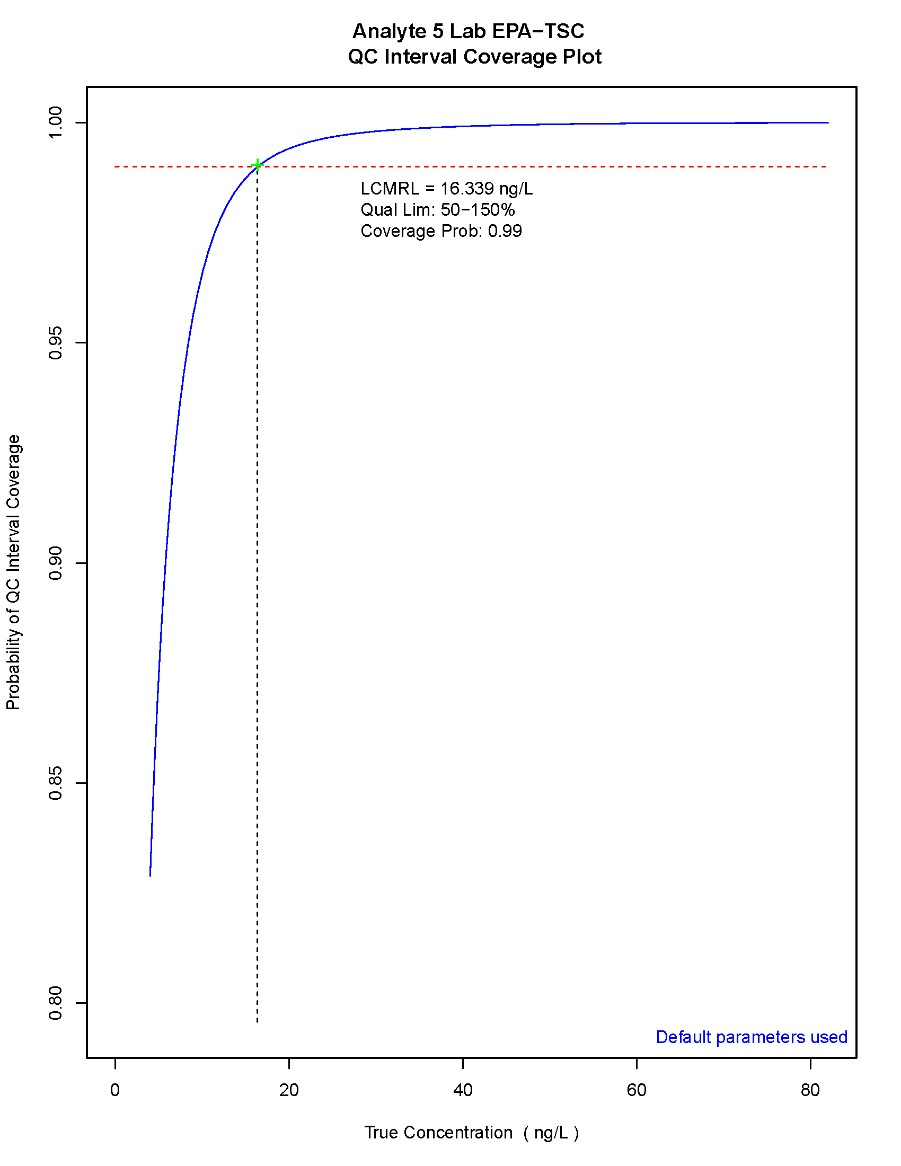 Analyte 5 Lab EPA−TSC
QC Interval Coverage Plot
1.00
0.95
0.90
0.85
0.80
Probability of QC Interval Coverage
LCMRL = 16.339 ng/L
Qual Lim: 50−150%
Coverage Prob: 0.99
Default parameters used
0 20 40 60 80
True Concentration ( ng/L )